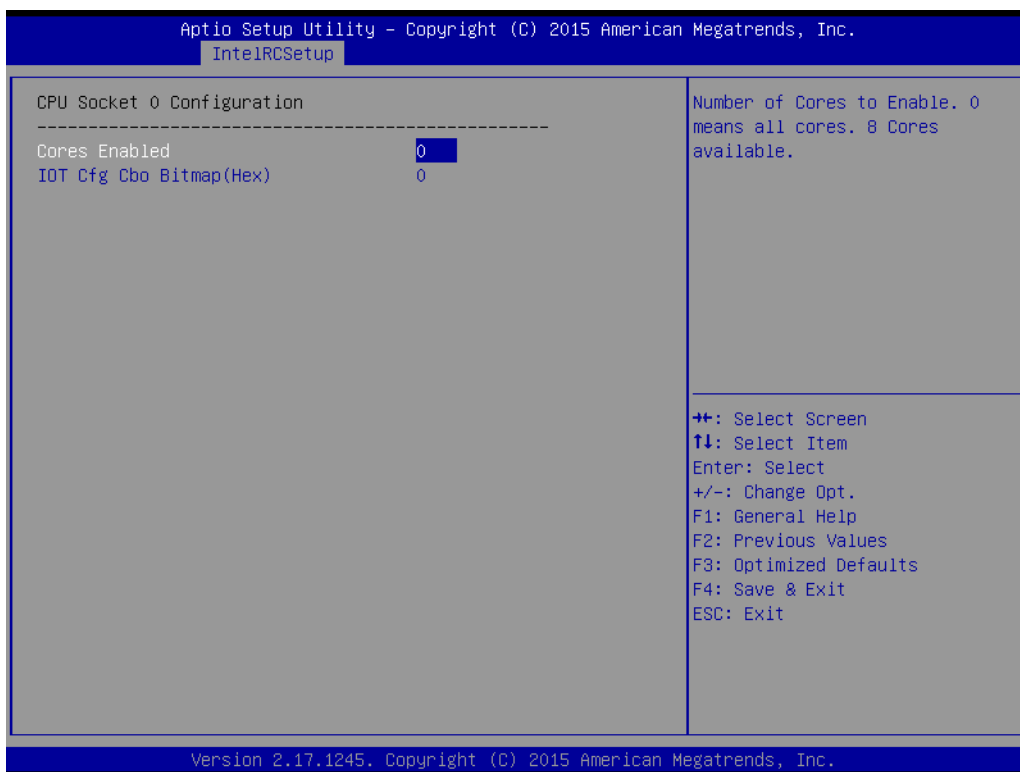 Aptio Setup Utility – Copyright (C) 2015 American Megatrends, Inc.
IntelRCSetup
CPU Socket 0 Configuration
--------------------------------------------------
Cores Enabled 0
IOT Cfg Cbo Bitmap(Hex) 0
Number of Cores to Enable. 0
means all cores. 8 Cores
available.
→←: Select Screen
↑↓: Select Item
Enter: Select
+/-: Change Opt.
F1: General Help
F2: Previous Values
F3: Optimized Defaults
F4: Save & Exit
ESC: Exit
Version 2.17.1245. Copyright (C) 2015 American Megatrends, Inc.